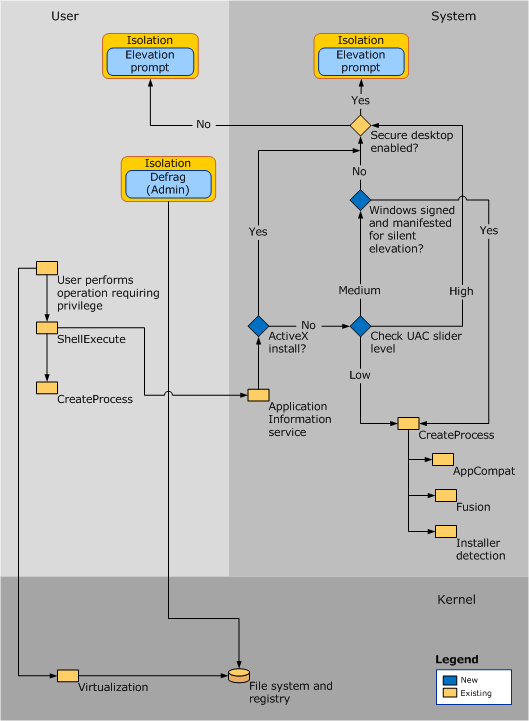 User
System
Isolation
Elevation
prompt
Isolation
Elevation
prompt
Yes
No
Secure desktop
enabled?
Isolation
Defrag
(Admin)
No
Windows signed
and manifested
for silent
elevation?
Yes
Yes
User performs
operation requiring
privilege
Medium
High
ShellExecute
ActiveX
install?
No
Check UAC slider
level
Low
CreateProcess
Application
Information
service
CreateProcess
AppCompat
Fusion
Installer
detection
Kernel
Virtualization
File system and
registry
Legend
New
Existing